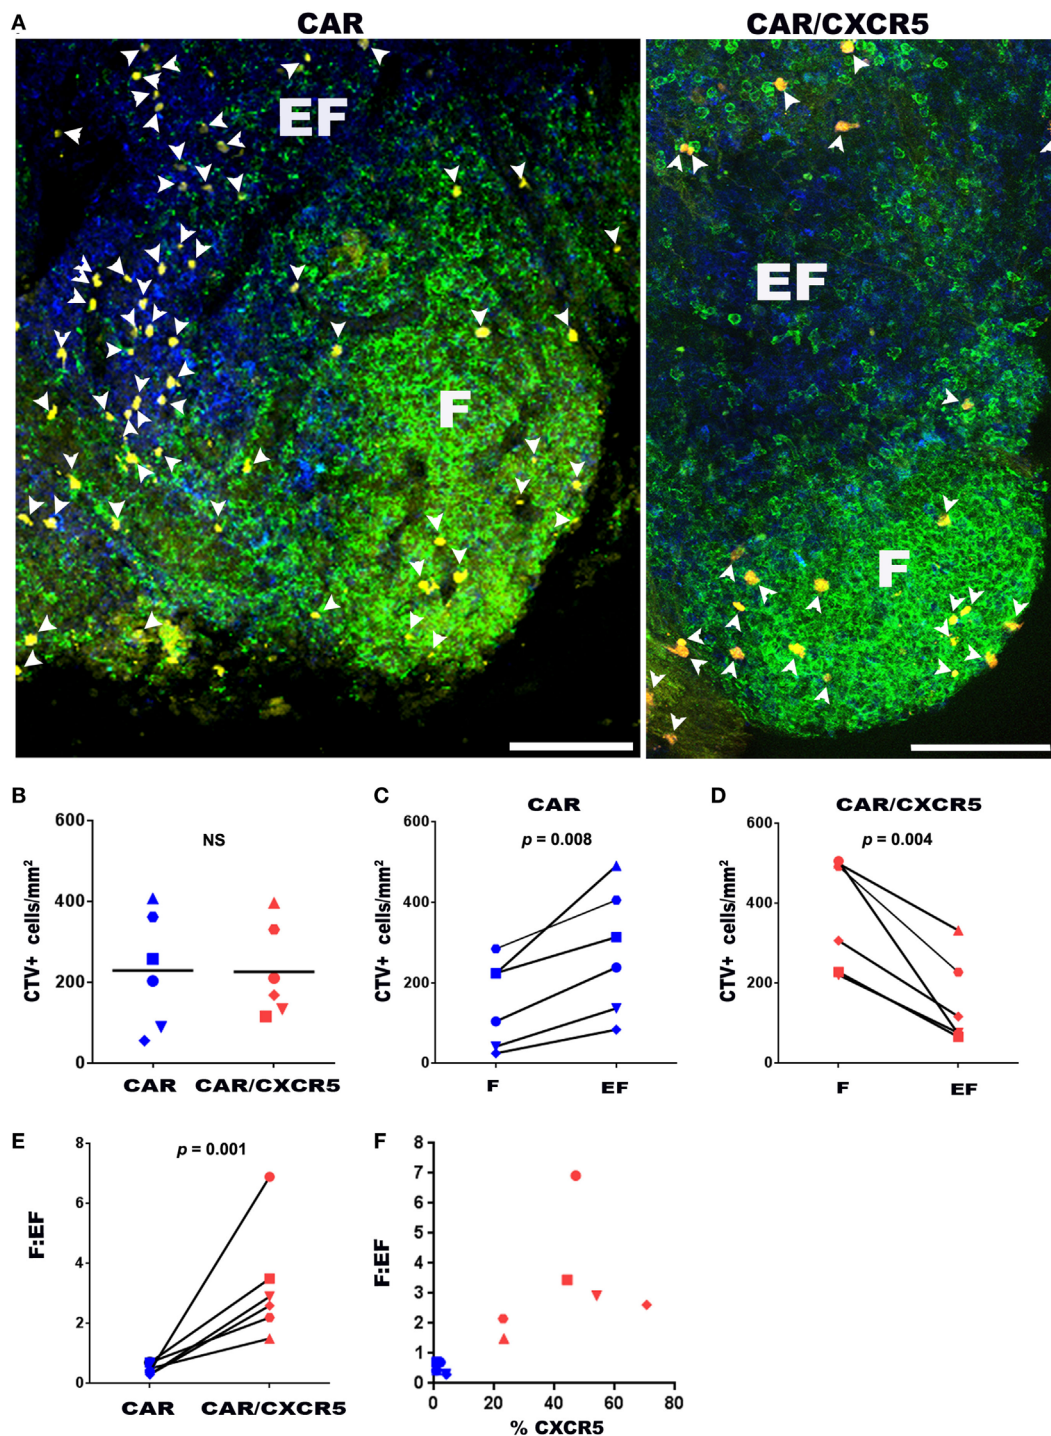 A
CAR
CAR/CXCR5
EF
F
EF
F
B
600
400
200
0
CTV+ cells/mm²
NS
CAR
CAR/CXCR5
C
CAR
600
400
200
0
CTV+ cells/mm²
p = 0.008
F
EF
D
CAR/CXCR5
600
400
200
0
CTV+ cells/mm²
p = 0.004
F
EF
E
8
6
4
2
0
F:EF
p = 0.001
CAR
CAR/CXCR5
F
8
7
6
5
4
3
2
1
0
F:EF
0
20
40
60
80
% CXCR5